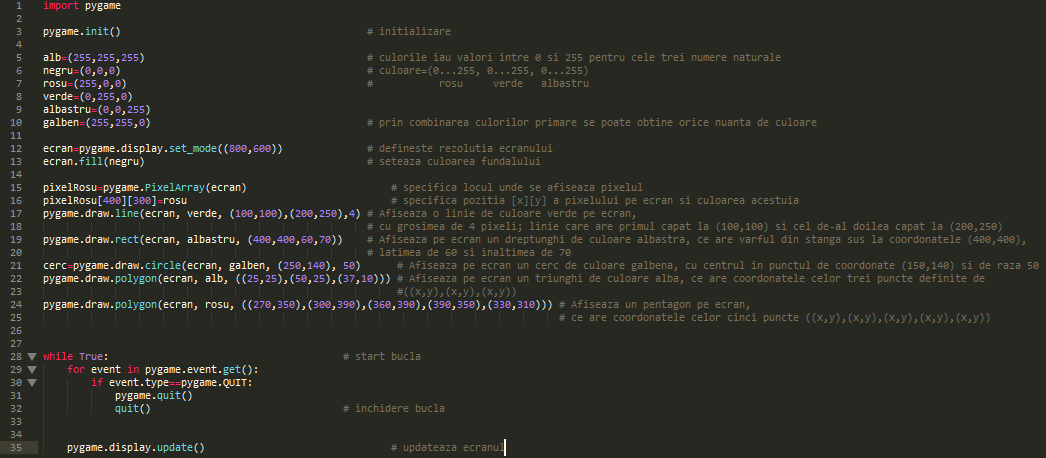 1 import pygame
2
3 pygame.init() # initializare
4
5 alb=(255,255,255) # culorile iau valori intre 0 si 255 pentru cele trei numere naturale
6 negru=(0,0,0) # culoare=(0...255, 0...255, 0...255)
7 rosu=(255,0,0) # rosu verde albastru
8 verde=(0,255,0)
9 albastru=(0,0,255)
10 galben=(255,255,0) # prin combinarea culorilor primare se poate obtine orice nuanta de culoare
11
12 ecran=pygame.display.set_mode((800,600)) # defineste rezolutia ecranului
13 ecran.fill(negru) # seteaza culoarea fundalului
14
15 pixelRosu=pygame.PixelArray(ecran) # specifica locul unde se afiseaza pixelul
16 pixelRosu[400][300]=rosu # specifica pozitia [x][y] a pixelului pe ecran si culoarea acestuia
17 pygame.draw.line(ecran, verde, (100,100),(200,250),4) # Afiseaza o linie de culoare verde pe ecran,
18 # cu grosimea de 4 pixeli; linie care are primul capat la (100,100) si cel de-al doilea capat la (200,250)
19 pygame.draw.rect(ecran, albastru, (400,400,60,70)) # Afiseaza pe ecran un dreptunghi de culoare albastra, ce are varful din stanga sus la coordonatele (400,400),
20 # latimea de 60 si inaltimea de 70
21 cerc=pygame.draw.circle(ecran, galben, (250,140), 50) # Afiseaza pe ecran un cerc de culoare galbena, cu centrul in punctul de coordonate (150,140) si de raza 50
22 pygame.draw.polygon(ecran, alb, ((25,25),(50,25),(37,10))) # Afiseaza pe ecran un triunghi de culoare alba, ce are coordonatele celor trei puncte definite de
23 #((x,y),(x,y),(x,y))
24 pygame.draw.polygon(ecran, rosu, ((270,350),(300,390),(360,390),(390,350),(330,310))) # Afiseaza un pentagon pe ecran,
25 # ce are coordonatele celor cinci puncte ((x,y),(x,y),(x,y),(x,y),(x,y))
26
27
28 while True: # start bucla
29 for event in pygame.event.get():
30 if event.type==pygame.QUIT:
31 pygame.quit()
32 quit() # inchidere bucla
33
34
35 pygame.display.update() # updateaza ecranul